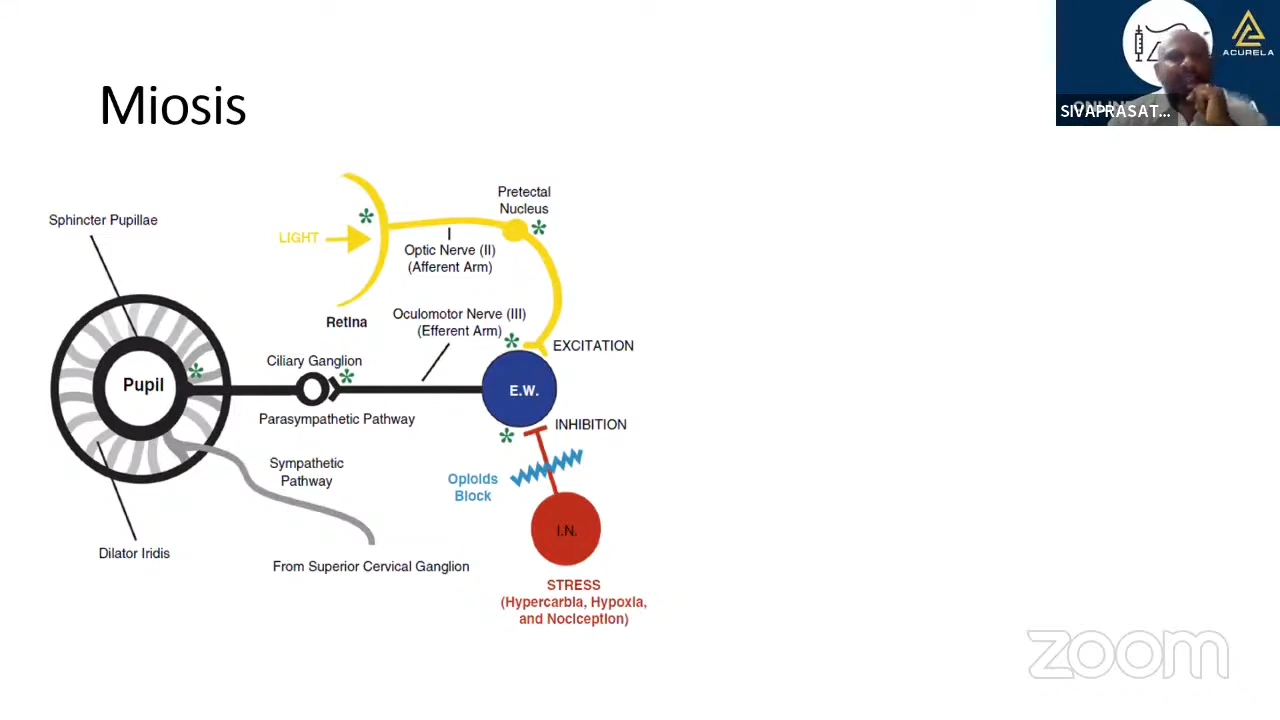 Miosis
ACURELA
SIVAPRASAT...
Sphincter Pupillae
LIGHT
Retina
Pretectal
Nucleus
Optic Nerve (II)
(Afferent Arm)
Oculomotor Nerve (III)
(Efferent Arm)
EXCITATION
Ciliary Ganglion
Pupil
E.W.
Parasympathetic Pathway
INHIBITION
Sympathetic
Pathway
Opioids
Block
I.N.
Dilator Iridis
From Superior Cervical Ganglion
STRESS
(Hypercarbia, Hypoxia,
and Nociception)
zoom